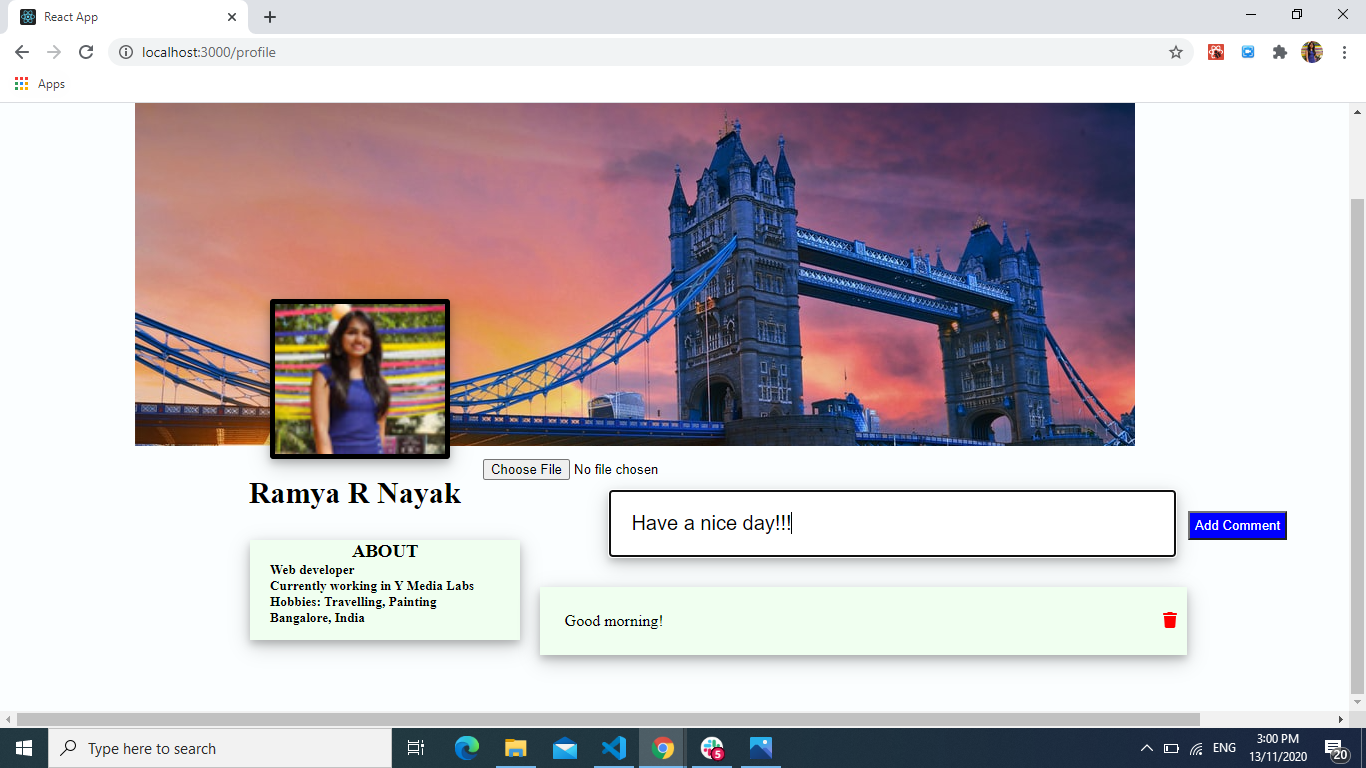 React App
localhost:3000/profile
Apps
Choose File No file chosen
Ramya R Nayak
Have a nice day!!!
Add Comment
ABOUT
Web developer
Currently working in Y Media Labs
Hobbies: Travelling, Painting
Bangalore, India
Good morning!
Type here to search
5
ENG
3:00 PM
13/11/2020
20